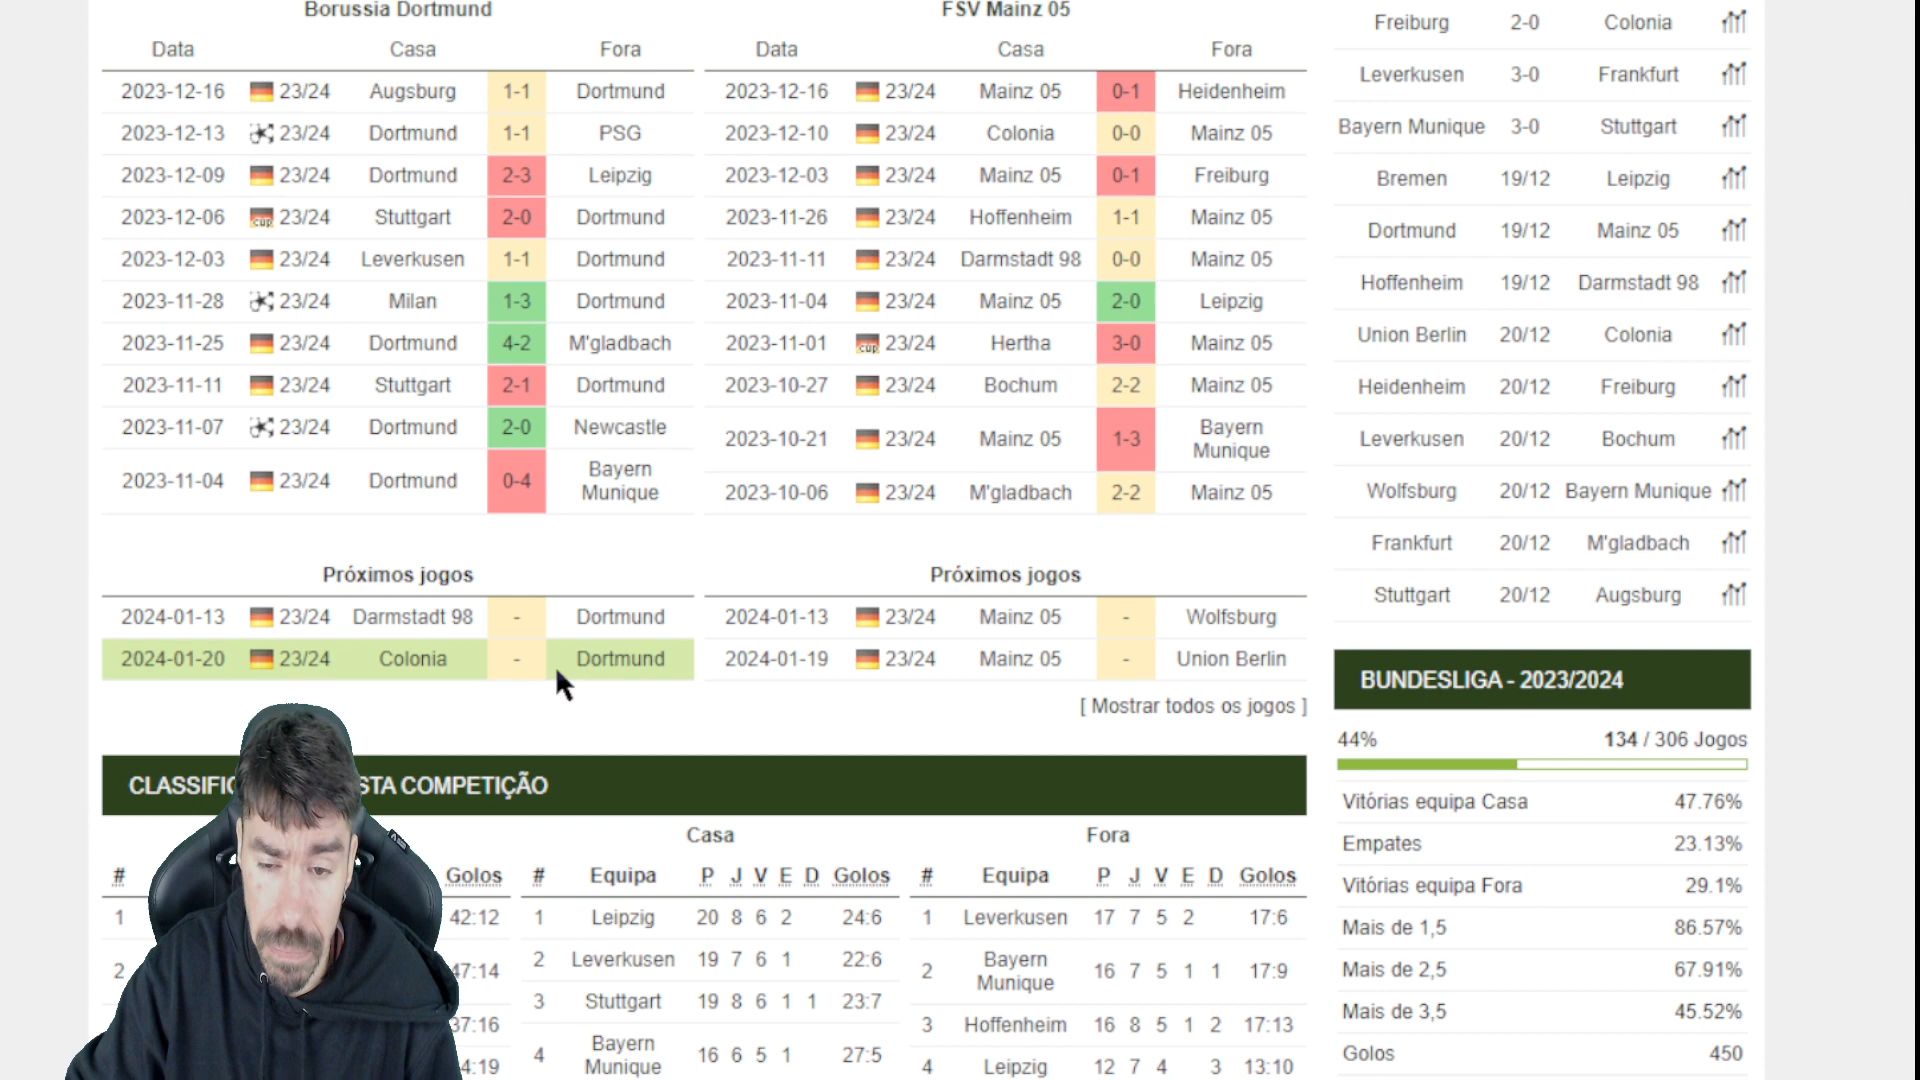 Borussia Dortmund
Data Casa Fora
2023-12-16 23/24 Augsburg 1-1 Dortmund
2023-12-13 23/24 Dortmund 1-1 PSG
2023-12-09 23/24 Dortmund 2-3 Leipzig
2023-12-06 cup 23/24 Stuttgart 2-0 Dortmund
2023-12-03 23/24 Leverkusen 1-1 Dortmund
2023-11-28 23/24 Milan 1-3 Dortmund
2023-11-25 23/24 Dortmund 4-2 M'gladbach
2023-11-11 23/24 Stuttgart 2-1 Dortmund
2023-11-07 23/24 Dortmund 2-0 Newcastle
2023-11-04 23/24 Dortmund 0-4 Bayern
Munique
Próximos jogos
2024-01-13 23/24 Darmstadt 98 - Dortmund
2024-01-20 23/24 Colonia - Dortmund
FSV Mainz 05
Data Casa Fora
2023-12-16 23/24 Mainz 05 0-1 Heidenheim
2023-12-10 23/24 Colonia 0-0 Mainz 05
2023-12-03 23/24 Mainz 05 0-1 Freiburg
2023-11-26 23/24 Hoffenheim 1-1 Mainz 05
2023-11-11 23/24 Darmstadt 98 0-0 Mainz 05
2023-11-04 23/24 Mainz 05 2-0 Leipzig
2023-11-01 cup 23/24 Hertha 3-0 Mainz 05
2023-10-27 23/24 Bochum 2-2 Mainz 05
2023-10-21 23/24 Mainz 05 1-3 Bayern
Munique
2023-10-06 23/24 M'gladbach 2-2 Mainz 05
Próximos jogos
2024-01-13 23/24 Mainz 05 - Wolfsburg
2024-01-19 23/24 Mainz 05 - Union Berlin
[ Mostrar todos os jogos ]
CLASSIFIC STA COMPETIÇÃO
# Golos
1 42:12
2 47:14
37:16
4:19
Casa
# Equipa P J V E D Golos
1 Leipzig 20 8 6 2 24:6
2 Leverkusen 19 7 6 1 22:6
3 Stuttgart 19 8 6 1 1 23:7
4 Bayern
Munique 16 6 5 1 27:5
Fora
# Equipa P J V E D Golos
1 Leverkusen 17 7 5 2 17:6
2 Bayern
Munique 16 7 5 1 1 17:9
3 Hoffenheim 16 8 5 1 2 17:13
4 Leipzig 12 7 4 3 13:10
Freiburg 2-0 Colonia
Leverkusen 3-0 Frankfurt
Bayern Munique 3-0 Stuttgart
Bremen 19/12 Leipzig
Dortmund 19/12 Mainz 05
Hoffenheim 19/12 Darmstadt 98
Union Berlin 20/12 Colonia
Heidenheim 20/12 Freiburg
Leverkusen 20/12 Bochum
Wolfsburg 20/12 Bayern Munique
Frankfurt 20/12 M'gladbach
Stuttgart 20/12 Augsburg
BUNDESLIGA - 2023/2024
44% 134 / 306 Jogos
Vitórias equipa Casa 47.76%
Empates 23.13%
Vitórias equipa Fora 29.1%
Mais de 1,5 86.57%
Mais de 2,5 67.91%
Mais de 3,5 45.52%
Golos 450